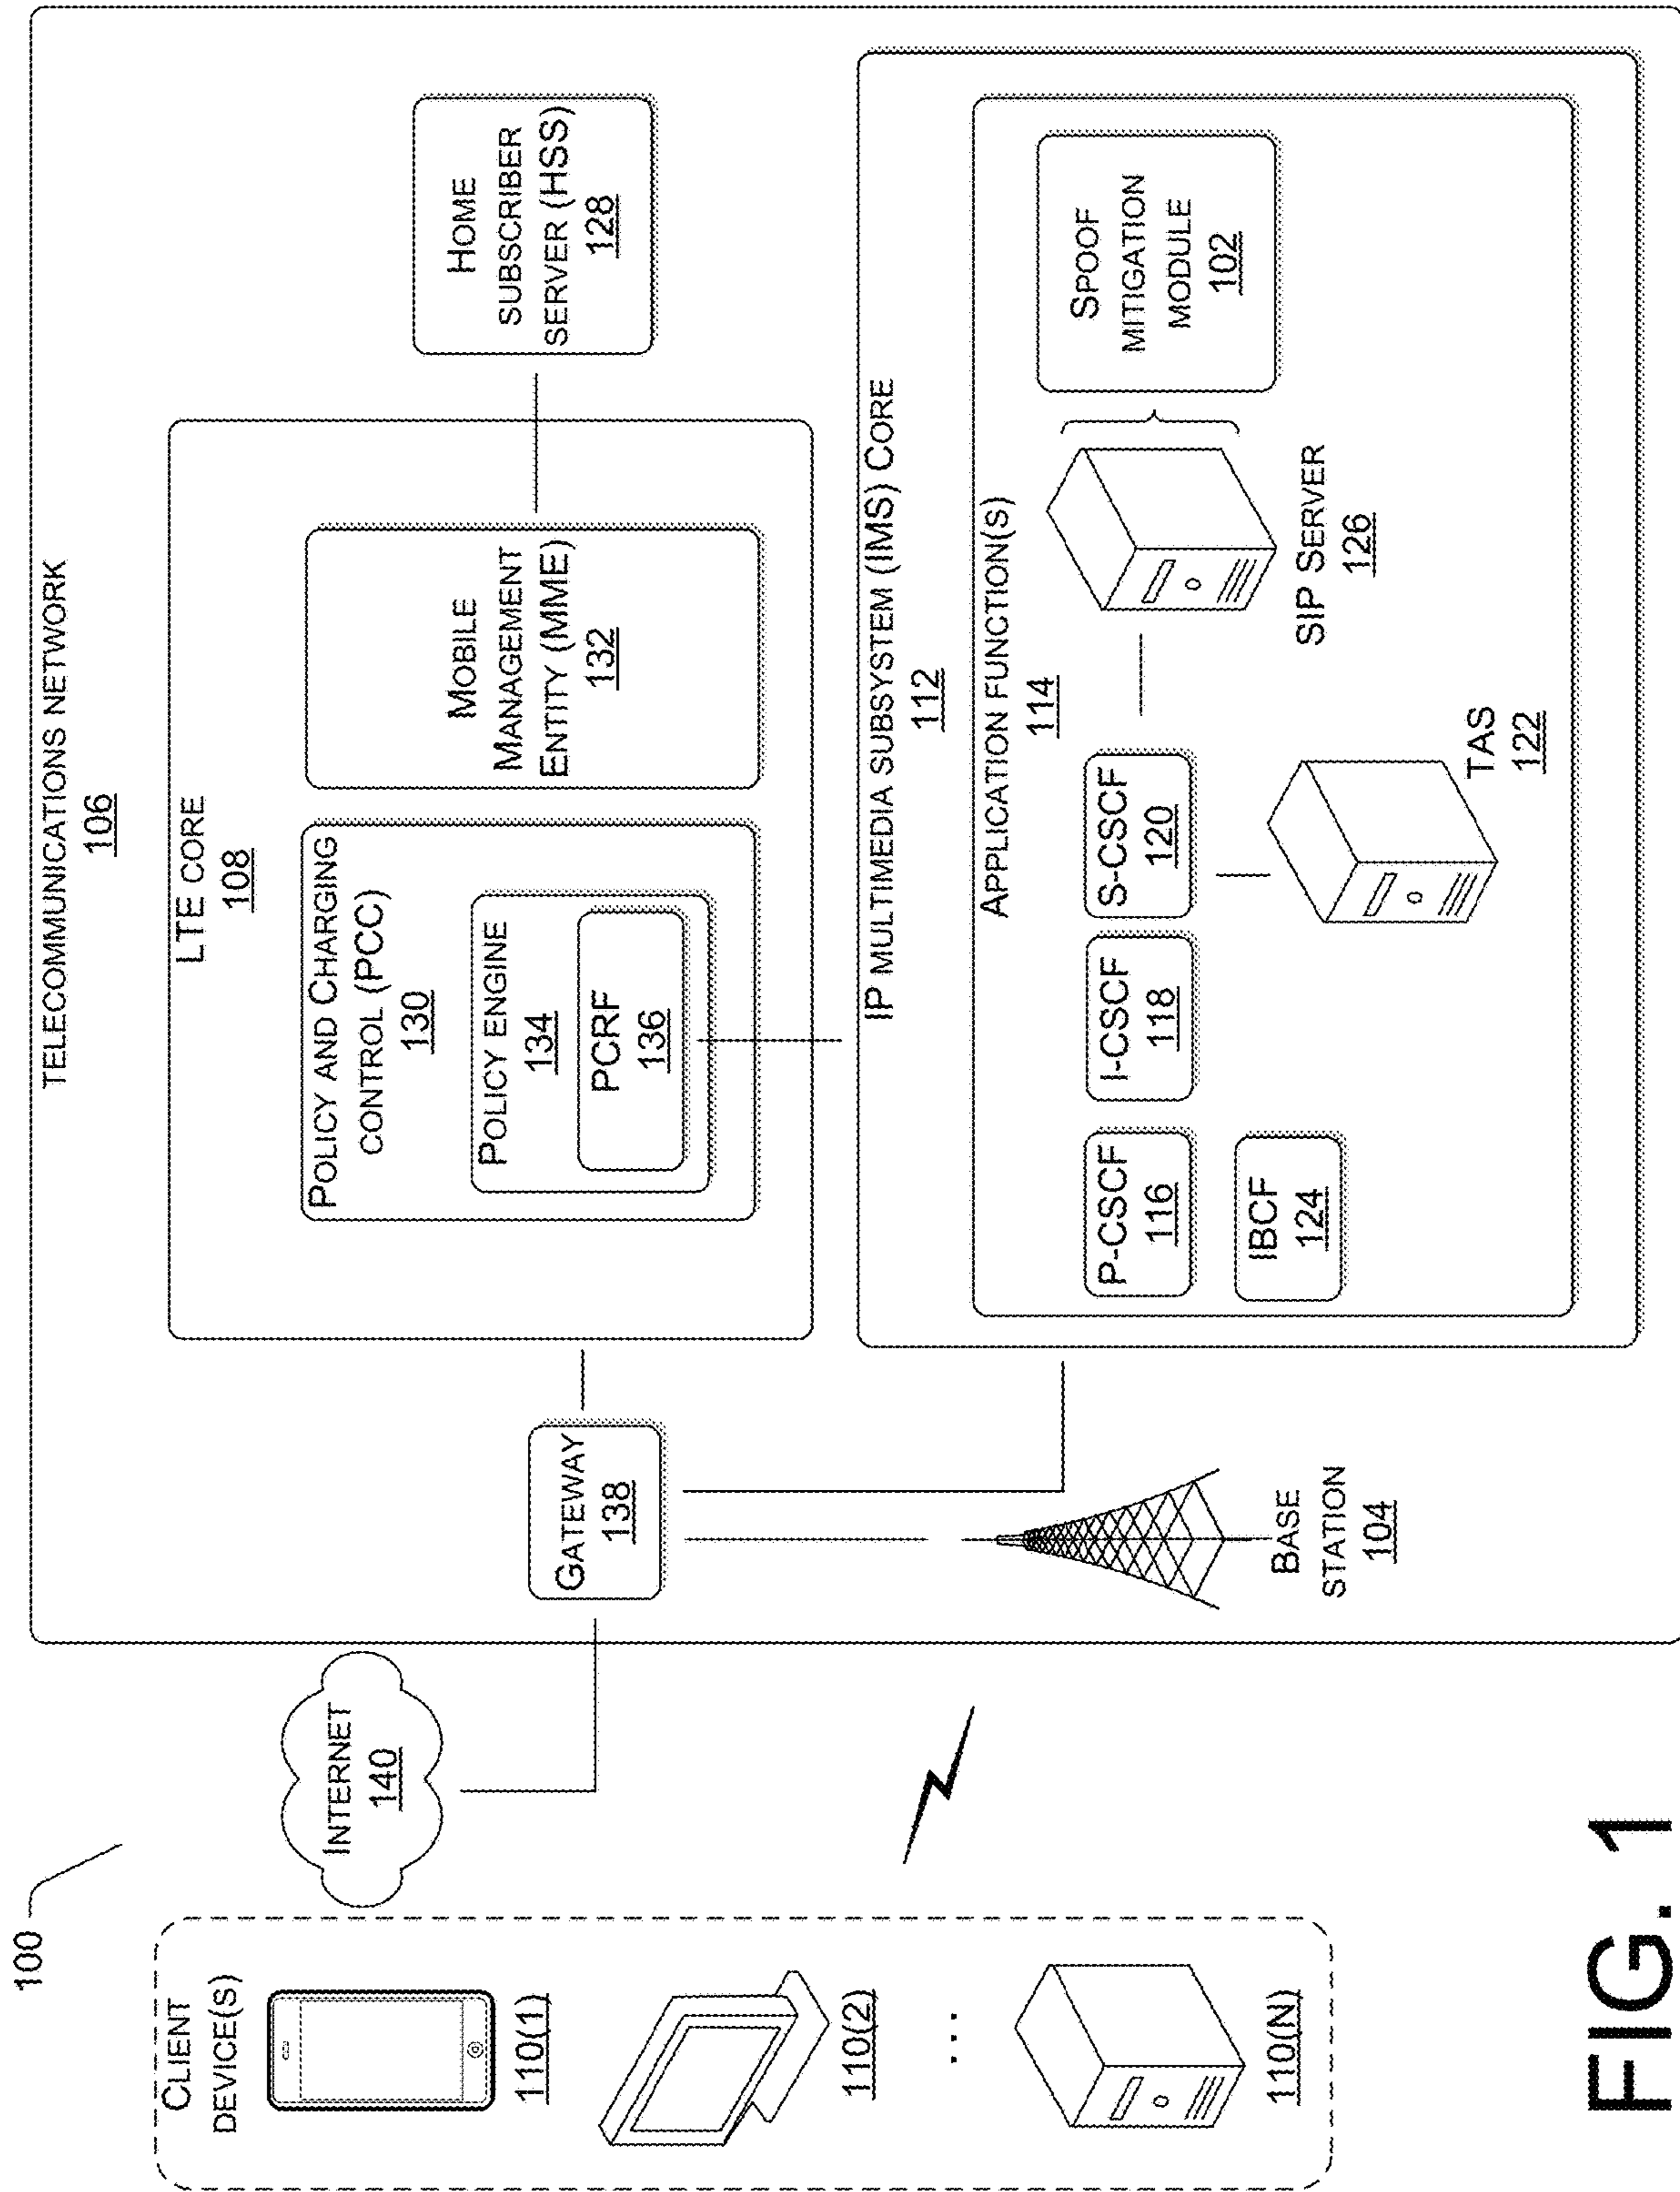 100
TELECOMMUNICATIONS NETWORK
106
CLIENT
DEVICE(S)
110(1)
110(2)
...
110(N)
INTERNET
140
GATEWAY
138
BASE
STATION
104
LTE CORE
108
POLICY AND CHARGING
CONTROL (PCC)
130
POLICY ENGINE
134
PCRF
136
MOBILE
MANAGEMENT
ENTITY (MME)
132
HOME
SUBSCRIBER
SERVER (HSS)
128
IP MULTIMEDIA SUBSYSTEM (IMS) CORE
112
APPLICATION FUNCTION(S)
114
P-CSCF
116
I-CSCF
118
S-CSCF
120
IBCF
124
TAS
122
SIP SERVER
126
SPOOF
MITIGATION
MODULE
102
FIG. 1